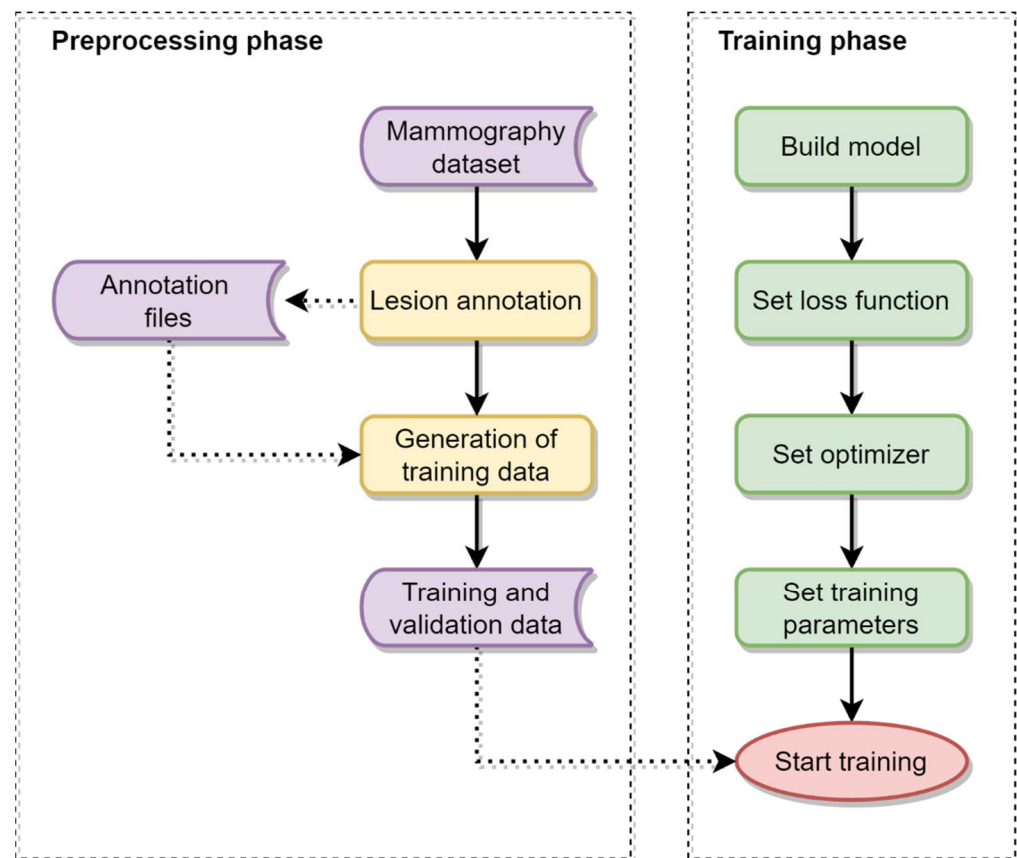 Preprocessing phase
Mammography
dataset
Annotation
files
Lesion annotation
Generation of
training data
Training and
validation data
Training phase
Build model
Set loss function
Set optimizer
Set training
parameters
Start training